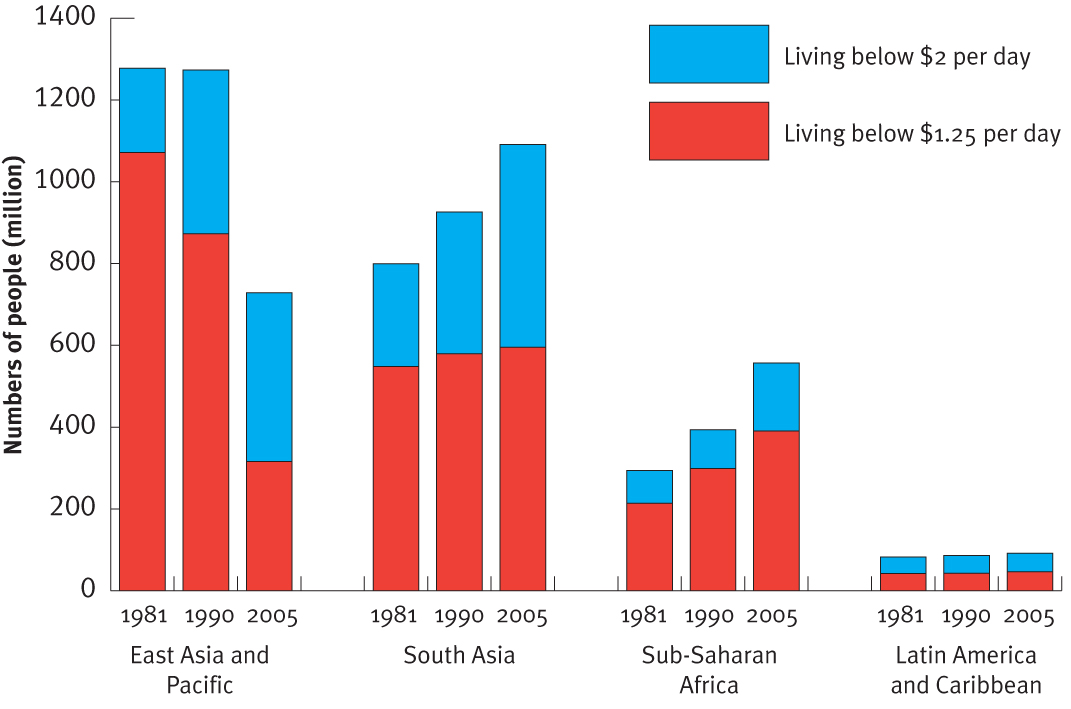 1400
1200
1000
800
600
400
200
0
Numbers of people (million)
Living below $2 per day
Living below $1.25 per day
1981 1990 2005
East Asia and
Pacific
1981 1990 2005
South Asia
1981 1990 2005
Sub-Saharan
Africa
1981 1990 2005
Latin America
and Caribbean